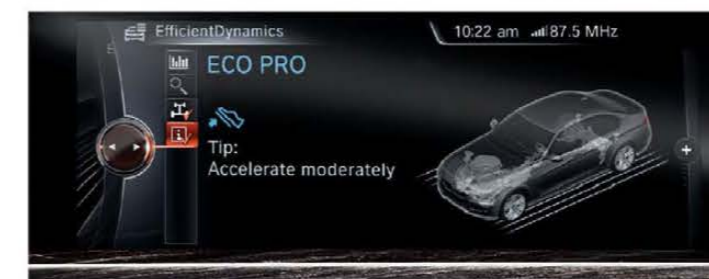 EfficientDynamics
10:22 am 87.5 MHz
ECO PRO
Tip:
Accelerate moderately